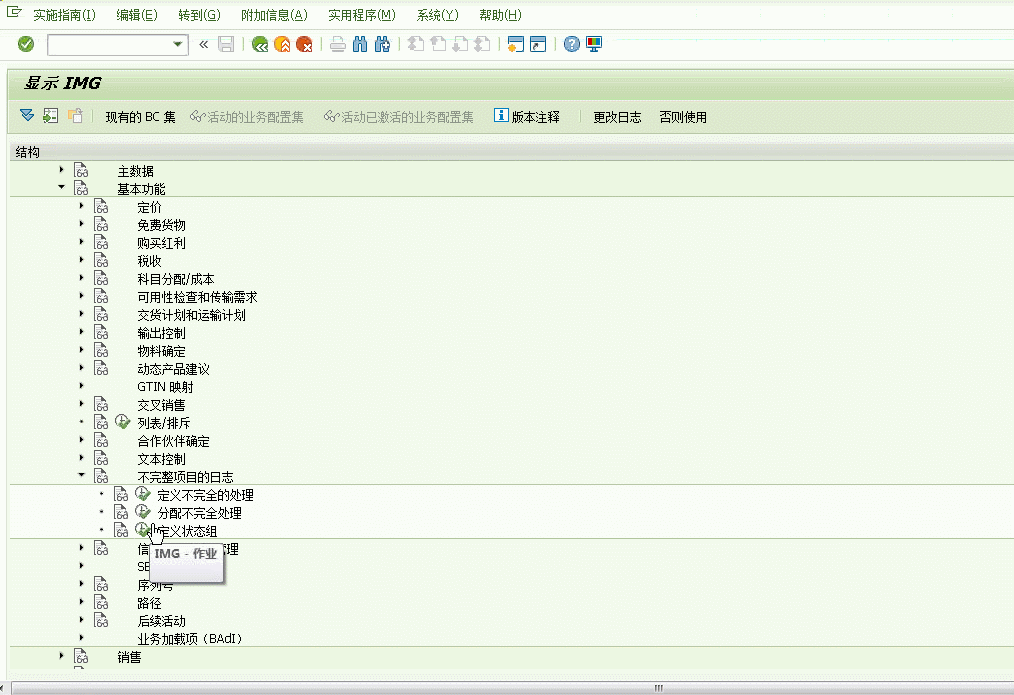 实施指南(I) 编辑(E) 转到(G) 附加信息(A) 实用程序(M) 系统(Y) 帮助(H)
显示 IMG
现有的 BC 集 活动的业务配置集 活动已激活的业务配置集 版本注释 更改日志 否则使用
结构
主数据
基本功能
定价
免费货物
购买红利
税收
科目分配/成本
可用性检查和传输需求
交货计划和运输计划
输出控制
物料确定
动态产品建议
GTIN 映射
交叉销售
列表/排斥
合作伙伴确定
文本控制
不完整项目的日志
定义不完全的处理
分配不完全处理
定义状态组
信 理
IMG - 作业
SE
序列号
路径
后续活动
业务加载项（BAdI）
销售